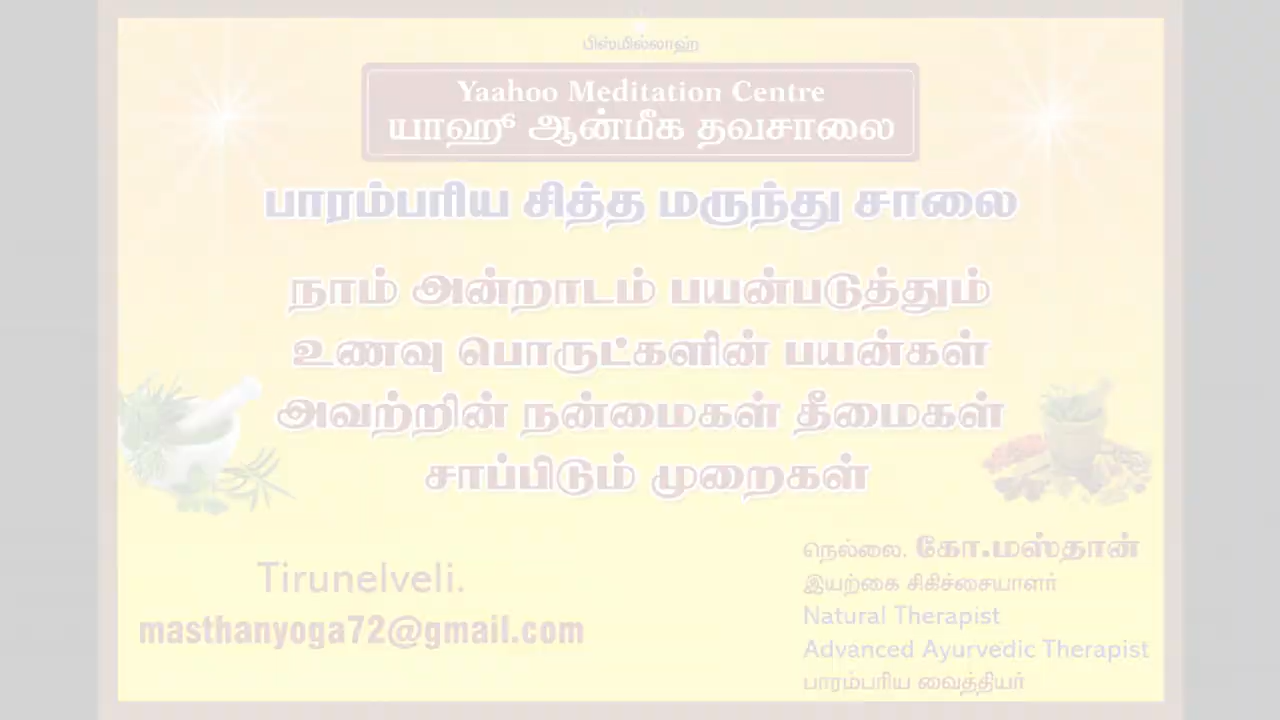 பிஸ்மில்லாஹ்
Yaahoo Meditation Centre
யாஹூ ஆன்மீக தவசாலை
பாரம்பரிய சித்த மருந்து சாலை
நாம் அன்றாடம் பயன்படுத்தும்
உணவு பொருட்களின் பயன்கள்
அவற்றின் நன்மைகள் தீமைகள்
சாப்பிடும் முறைகள்
Tirunelveli.
masthanyoga72@gmail.com
நெல்லை. கோ.மஸ்தான்
இயற்கை சிகிச்சையாளர்
Natural Therapist
Advanced Ayurvedic Therapist
பாரம்பரிய வைத்தியர்